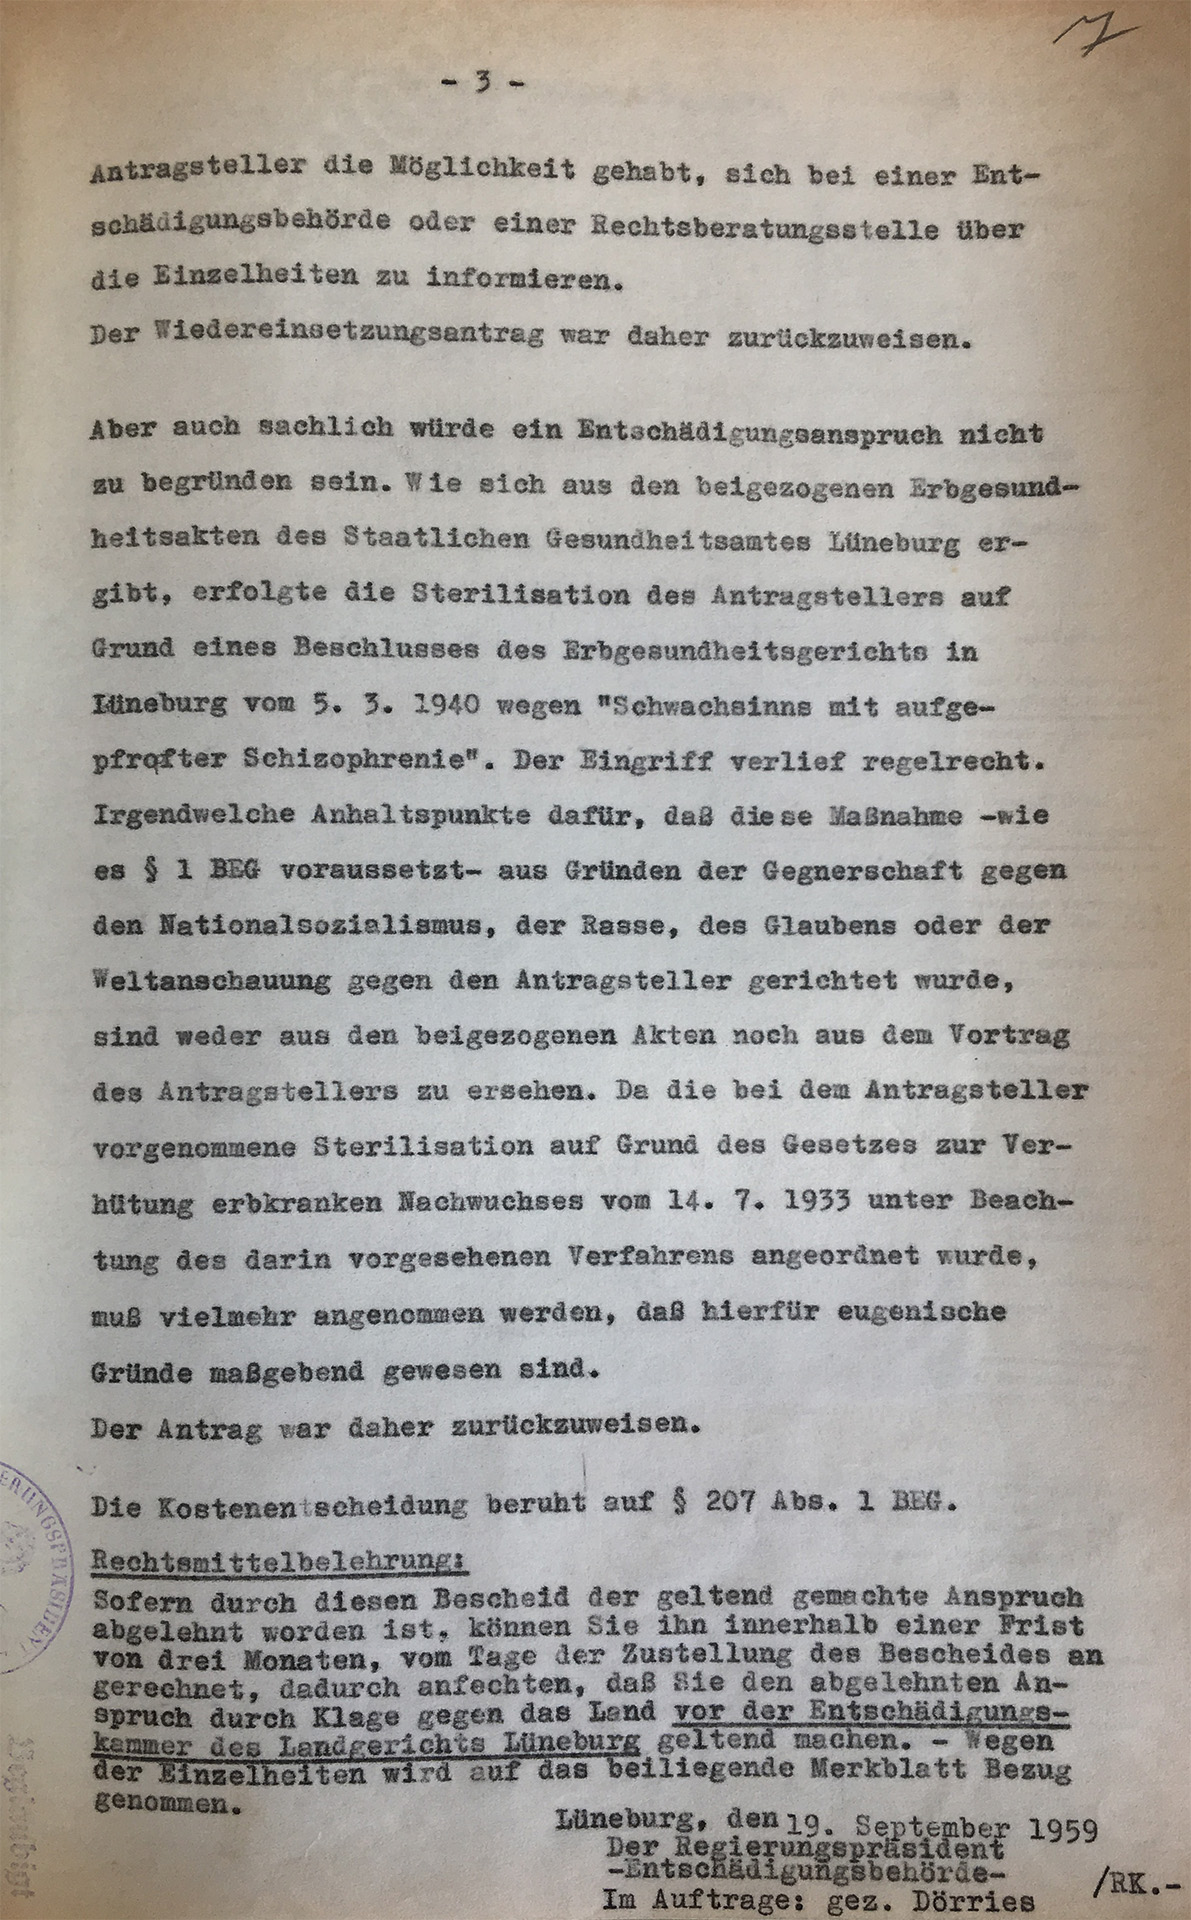 7
- 3 -
Antragsteller die Möglichkeit gehabt, sich bei einer Ent-
schädigungsbehörde oder einer Rechtsberatungsstelle über
die Einzelheiten zu informieren.
Der Wiedereinsetzungsantrag war daher zurückzuweisen.
Aber auch sachlich würde ein Entschädigungsanspruch nicht
zu begründen sein. Wie sich aus den beigezogenen Erbgesund-
heitsakten des Staatlichen Gesundheitsamtes Lüneburg er-
gibt, erfolgte die Sterilisation des Antragstellers auf
Grund eines Beschlusses des Erbgesundheitsgerichts in
Lüneburg vom 5. 3. 1940 wegen "Schwachsinns mit aufge-
pfrofter Schizophrenie". Der Eingriff verlief regelrecht.
Irgendwelche Anhaltspunkte dafür, daß diese Maßnahme -wie
es § 1 BEG voraussetzt- aus Gründen der Gegnerschaft gegen
den Nationalsozialismus, der Rasse, des Glaubens oder der
Weltanschauung gegen den Antragsteller gerichtet wurde,
sind weder aus den beigezogenen Akten noch aus dem Vortrag
des Antragstellers zu ersehen. Da die bei dem Antragsteller
vorgenommene Sterilisation auf Grund des Gesetzes zur Ver-
hütung erbkranken Nachwuchses vom 14. 7. 1933 unter Beach-
tung des darin vorgesehenen Verfahrens angeordnet wurde,
muß vielmehr angenommen werden, daß hierfür eugenische
Gründe maßgebend gewesen sind.
Der Antrag war daher zurückzuweisen.
Die Kostenentscheidung beruht auf § 207 Abs. 1 BEG.
Rechtsmittelbelehrung:
Sofern durch diesen Bescheid der geltend gemachte Anspruch
abgelehnt worden ist, können Sie ihn innerhalb einer Frist
von drei Monaten, vom Tage der Zustellung des Bescheides an
gerechnet, dadurch anfechten, daß Sie den abgelehnten An-
spruch durch Klage gegen das Land vor der Entschädigungs-
kammer des Landgerichts Lüneburg geltend machen. - Wegen
der Einzelheiten wird auf das beiliegende Merkblatt Bezug
genommen.
Lüneburg, den 19. September 1959
Der Regierungspräsident
-Entschädigungsbehörde-
/RK.-
Im Auftrage: gez. Dörries
ERUNGSPRÄSIDENT
Beglaubigt